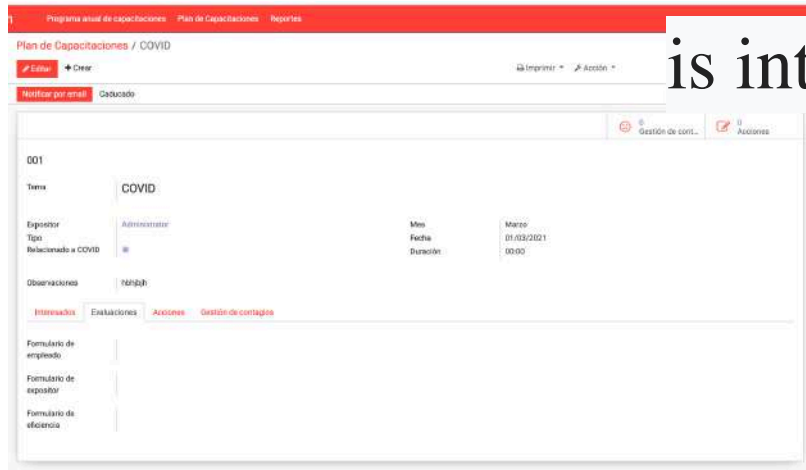 Programa anual de capacitaciones Plan de Capacitaciones Reportes
Plan de Capacitaciones / COVID
Editar + Crear Imprimir Acción
is int
Notificar por email Caducado
0 Gestión de cont...
0 Acciones
001
Tema COVID
Expositor Administrator
Tipo
Relacionado a COVID
Mes Marzo
Fecha 01/03/2021
Duración 00:00
Observaciones hbhjbjh
Interesados Evaluaciones Acciones Gestión de contagios
Formulario de
empleado
Formulario de
expositor
Formulario de
eficiencia